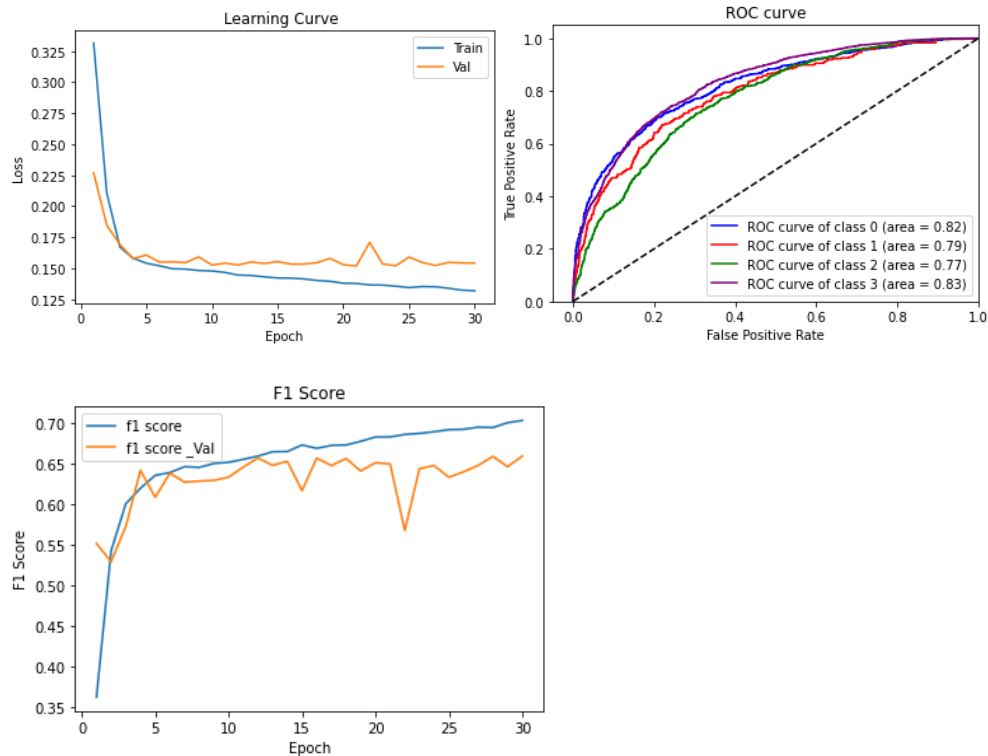 Learning Curve
0.325
0.300
0.275
0.250
0.225
0.200
0.175
0.150
0.125
Loss
Train
Val
0
5
10
15
20
25
30
Epoch
ROC curve
1.0
0.8
0.6
0.4
0.2
0.0
True Positive Rate
ROC curve of class 0 (area = 0.82)
ROC curve of class 1 (area = 0.79)
ROC curve of class 2 (area = 0.77)
ROC curve of class 3 (area = 0.83)
0.0
0.2
0.4
0.6
0.8
1.0
False Positive Rate
F1 Score
0.70
0.65
0.60
0.55
0.50
0.45
0.40
0.35
F1 Score
f1 score
f1 score _Val
0
5
10
15
20
25
30
Epoch